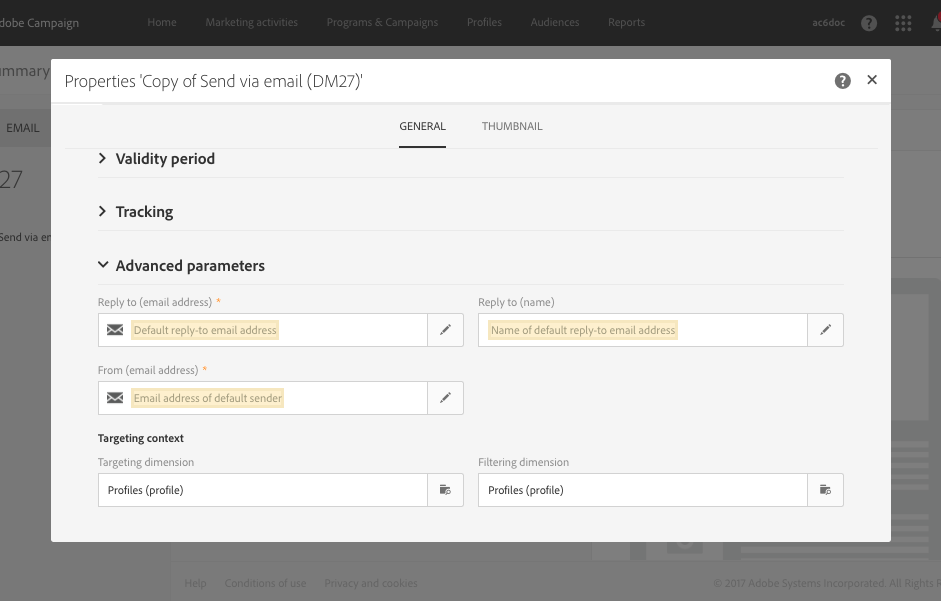 dobe Campaign
Home Marketing activities Programs & Campaigns Profiles Audiences Reports ac6doc ?
ummary
Properties 'Copy of Send via email (DM27)' ? ×
EMAIL
GENERAL THUMBNAIL
Validity period
27
Tracking
Send via en
Advanced parameters
Reply to (email address) * Reply to (name)
Default reply-to email address Name of default reply-to email address
From (email address) *
Email address of default sender
Targeting context
Targeting dimension Filtering dimension
Profiles (profile) Profiles (profile)
Help Conditions of use Privacy and cookies © 2017 Adobe Systems Incorporated. All Rights R